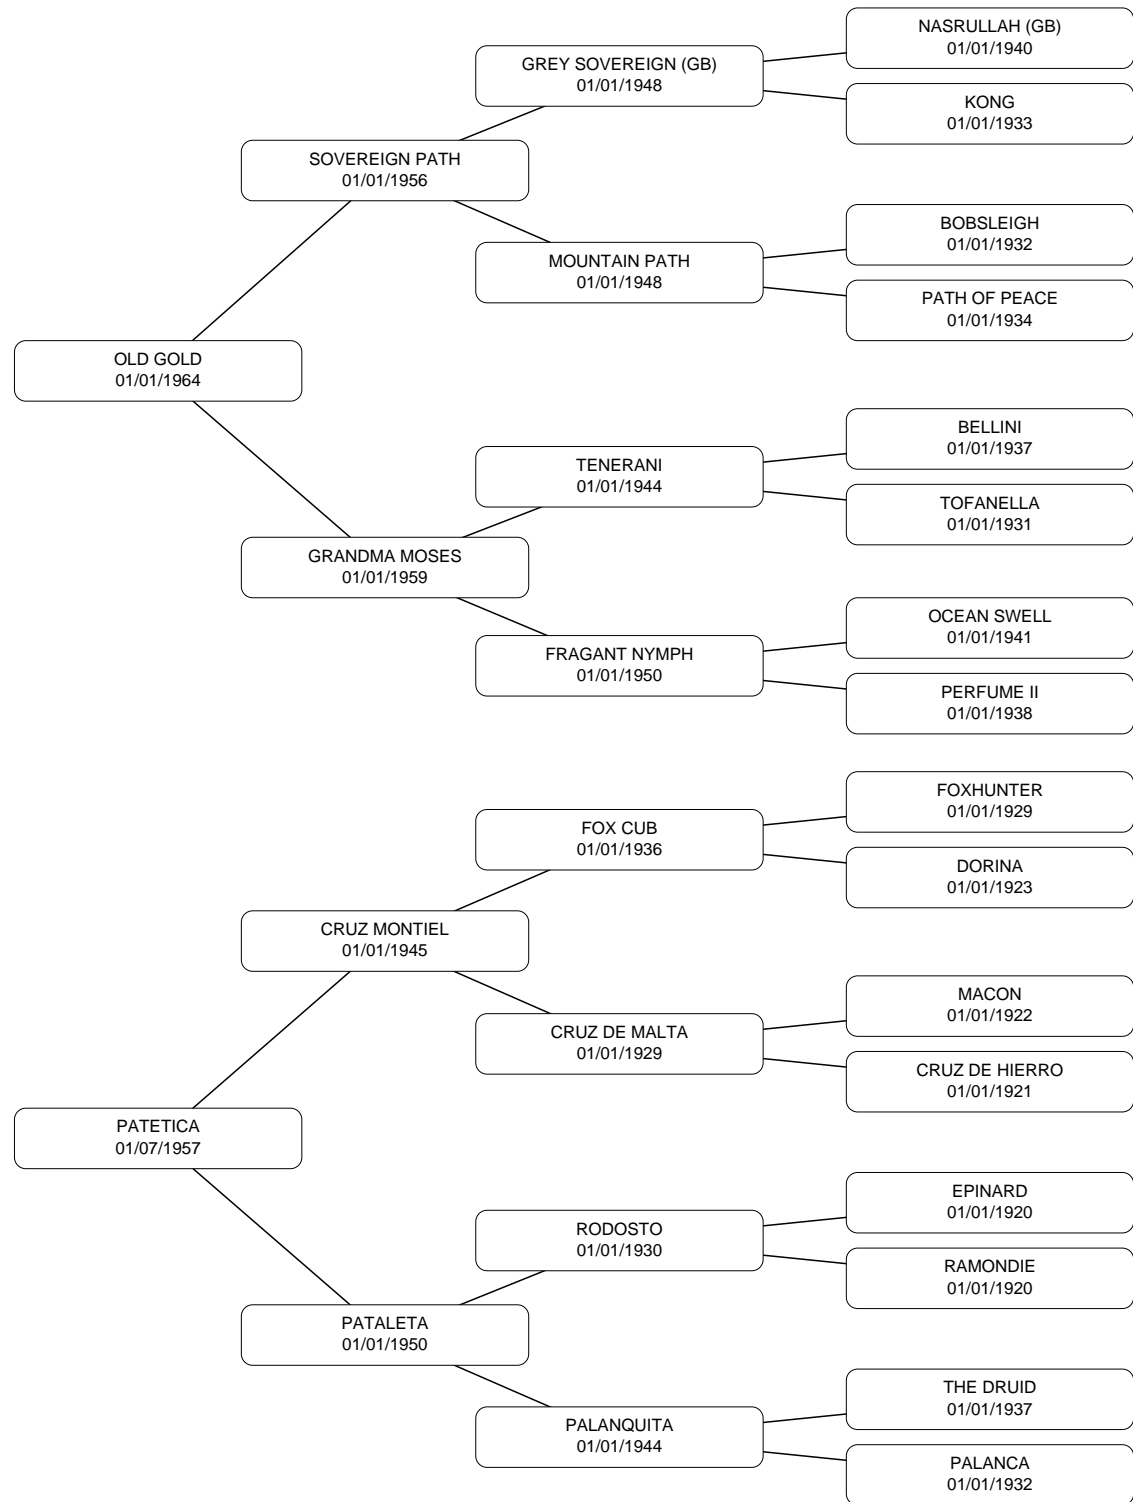 NASRULLAH (GB)
01/01/1940
GREY SOVEREIGN (GB)
01/01/1948
KONG
01/01/1933
SOVEREIGN PATH
01/01/1956
BOBSLEIGH
01/01/1932
MOUNTAIN PATH
01/01/1948
PATH OF PEACE
01/01/1934
OLD GOLD
01/01/1964
BELLINI
01/01/1937
TENERANI
01/01/1944
TOFANELLA
01/01/1931
GRANDMA MOSES
01/01/1959
OCEAN SWELL
01/01/1941
FRAGANT NYMPH
01/01/1950
PERFUME II
01/01/1938
FOXHUNTER
01/01/1929
FOX CUB
01/01/1936
DORINA
01/01/1923
CRUZ MONTIEL
01/01/1945
MACON
01/01/1922
CRUZ DE MALTA
01/01/1929
CRUZ DE HIERRO
01/01/1921
PATETICA
01/07/1957
EPINARD
01/01/1920
RODOSTO
01/01/1930
RAMONDIE
01/01/1920
PATALETA
01/01/1950
THE DRUID
01/01/1937
PALANQUITA
01/01/1944
PALANCA
01/01/1932